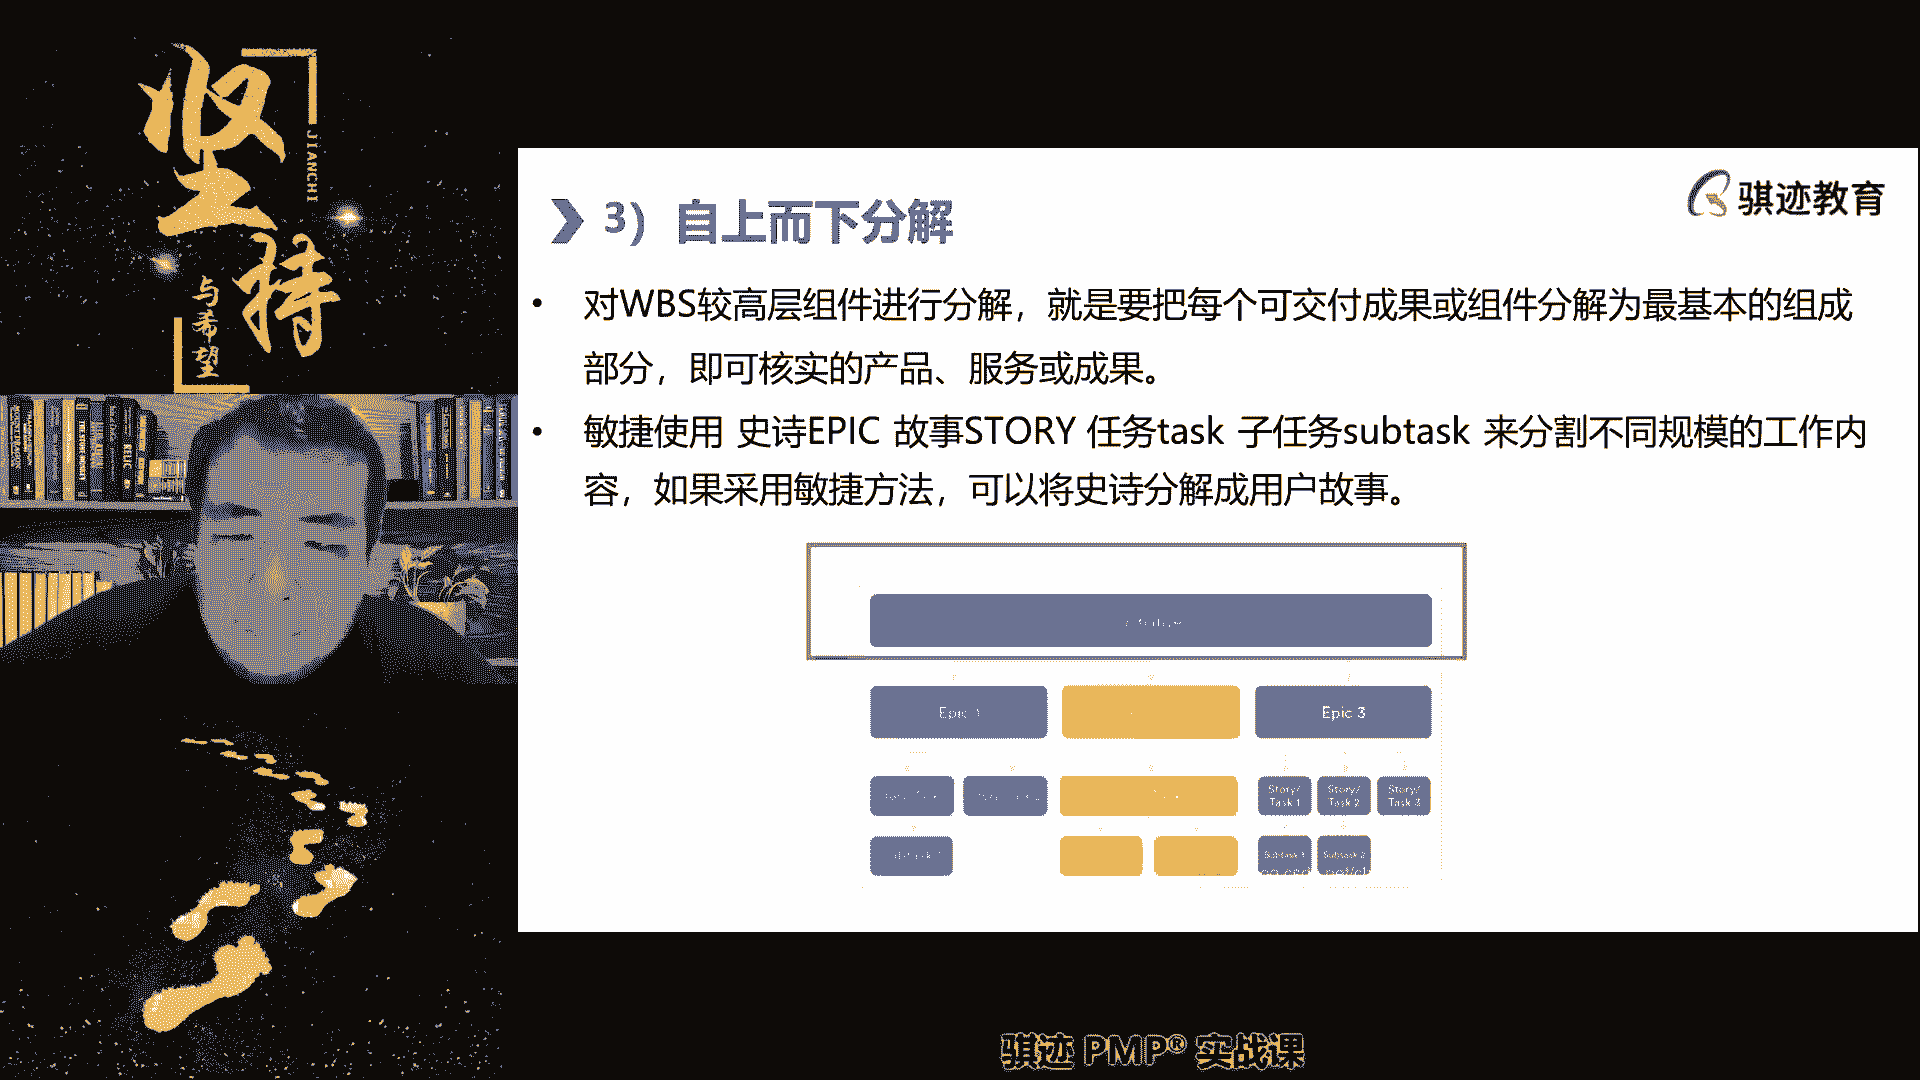 坚持
JIANCHI
与希望
骐迹教育
3）自上而下分解
• 对WBS较高层组件进行分解，就是要把每个可交付成果或组件分解为最基本的组成
部分，即可核实的产品、服务或成果。
• 敏捷使用 史诗EPIC 故事STORY 任务task 子任务subtask 来分割不同规模的工作内
容，如果采用敏捷方法，可以将史诗分解成用户故事。
Epic 1
Epic 3
Story/
Task 1
Story/
Task 2
Story/
Task 3
Subtask 1
Subtask 2
骐迹 PMP® 实战课